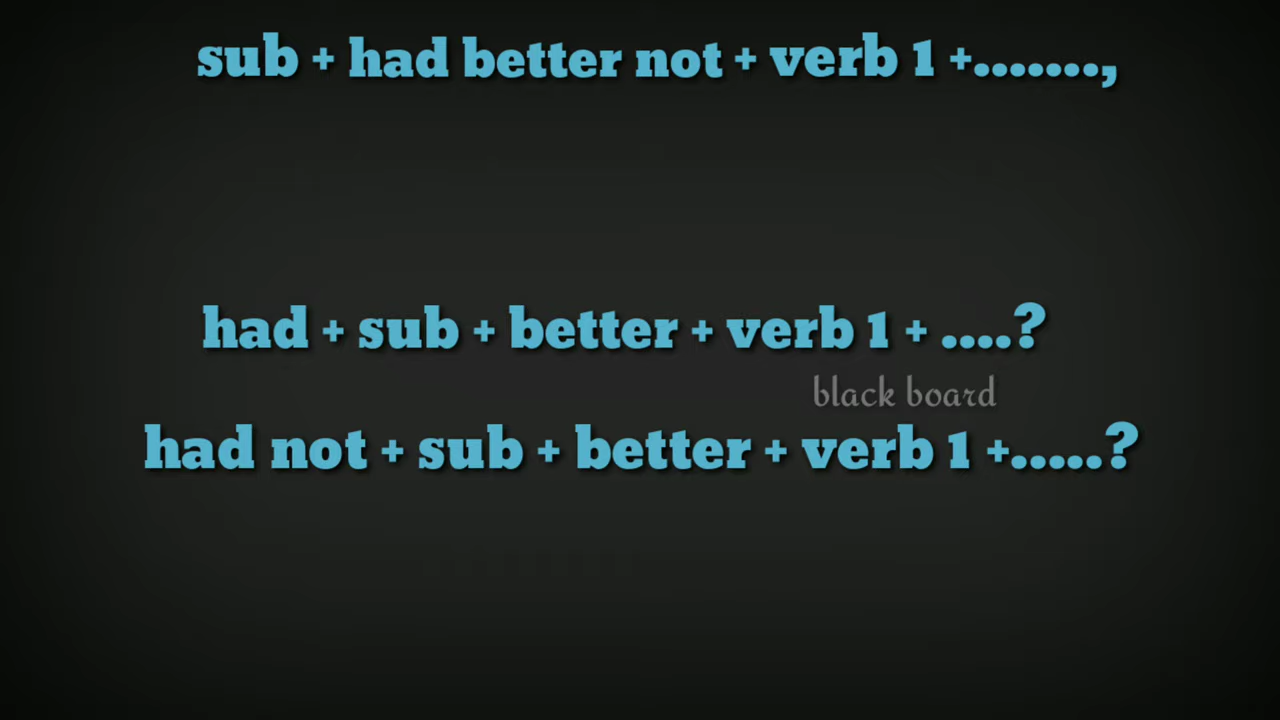 sub + had better not + verb 1 +.......,
had + sub + better + verb 1 + ....?
black board
had not + sub + better + verb 1 +.....?